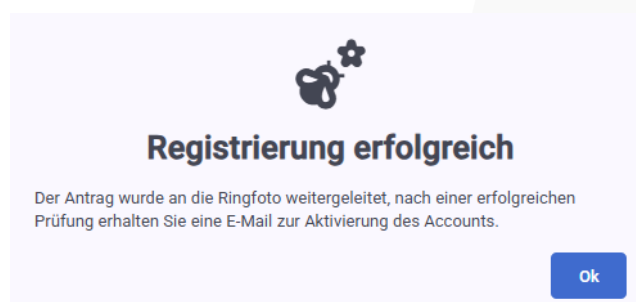 Registrierung erfolgreich
Der Antrag wurde an die Ringfoto weitergeleitet, nach einer erfolgreichen
Prüfung erhalten Sie eine E-Mail zur Aktivierung des Accounts.
Ok